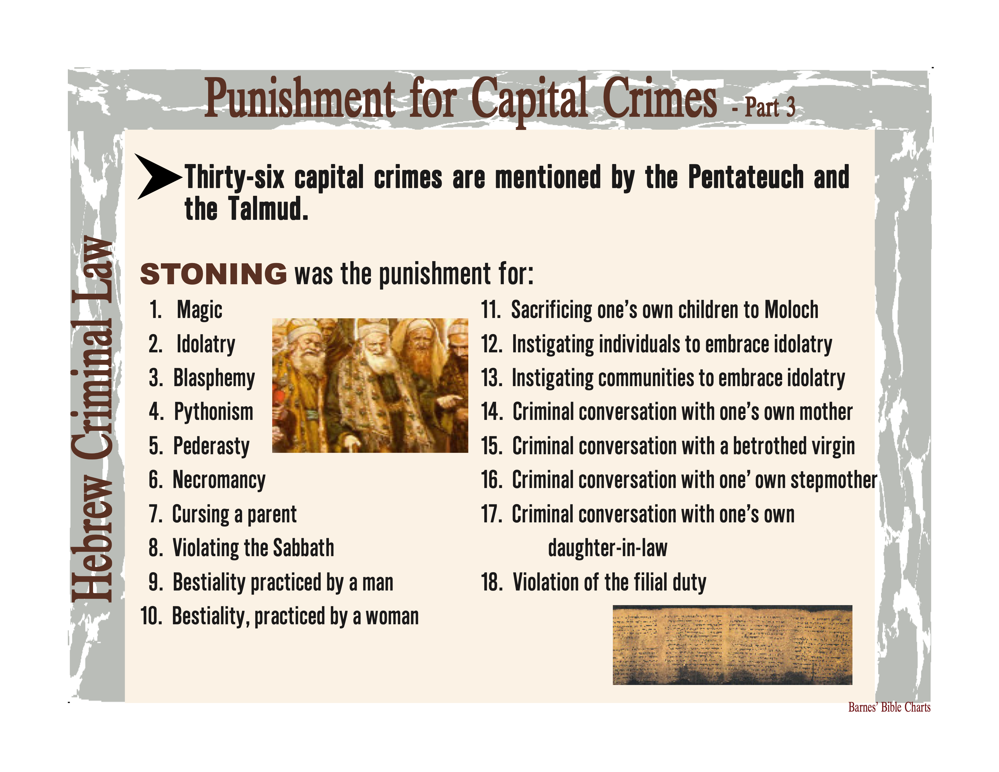 Punishment for Capital Crimes - Part 3
Hebrew Criminal Law
Thirty-six capital crimes are mentioned by the Pentateuch and
the Talmud.
STONING was the punishment for:
1. Magic
2. Idolatry
3. Blasphemy
4. Pythonism
5. Pederasty
6. Necromancy
7. Cursing a parent
8. Violating the Sabbath
9. Bestiality practiced by a man
10. Bestiality, practiced by a woman
11. Sacrificing one’s own children to Moloch
12. Instigating individuals to embrace idolatry
13. Instigating communities to embrace idolatry
14. Criminal conversation with one’s own mother
15. Criminal conversation with a betrothed virgin
16. Criminal conversation with one’ own stepmother
17. Criminal conversation with one’s own
daughter-in-law
18. Violation of the filial duty
Barnes’ Bible Charts